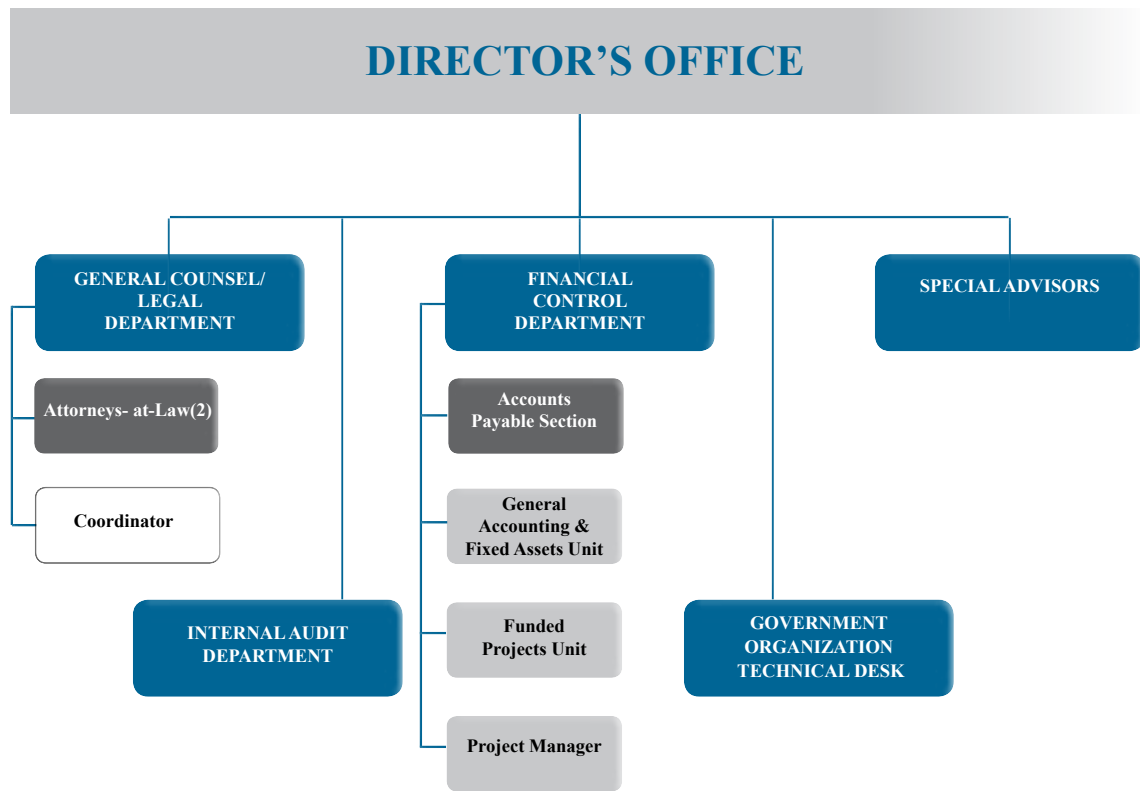 DIRECTOR’S OFFICE
GENERAL COUNSEL/
LEGAL
DEPARTMENT
FINANCIAL
CONTROL
DEPARTMENT
SPECIAL ADVISORS
Attorneys- at-Law(2)
Accounts
Payable Section
Coordinator
General
Accounting &
Fixed Assets Unit
INTERNAL AUDIT
DEPARTMENT
Funded
Projects Unit
GOVERNMENT
ORGANIZATION
TECHNICAL DESK
Project Manager